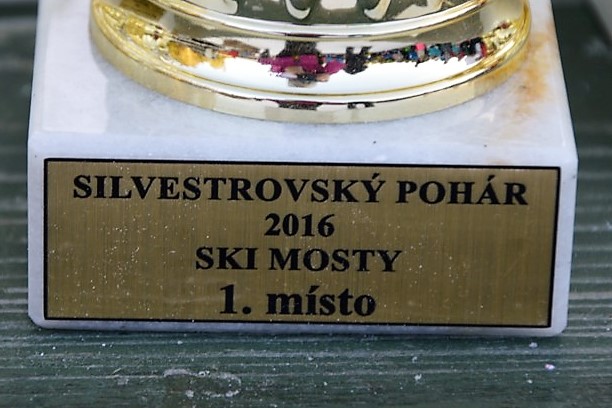 SILVESTROVSKÝ POHÁR
2016
SKI MOSTY
1. místo